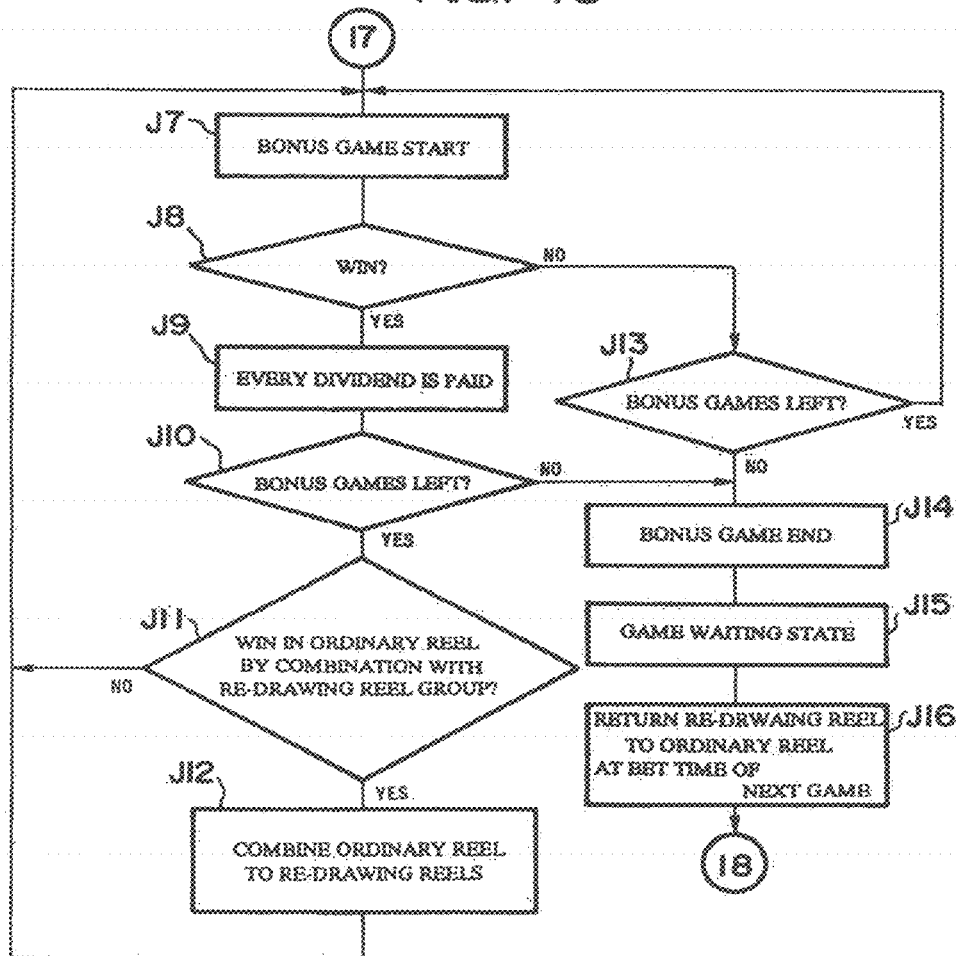 17
J7
BONUS GAME START
J8
WIN?
NO
YES
J9
EVERY DIVIDEND IS PAID
J13
BONUS GAMES LEFT?
YES
NO
J10
BONUS GAMES LEFT?
NO
YES
J14
BONUS GAME END
J11
WIN IN ORDINARY REEL
BY COMBINATION WITH
RE-DRAWING REEL GROUP?
NO
YES
J15
GAME WAITING STATE
J16
RETURN RE-DRWAING REEL
TO ORDINARY REEL
AT BET TIME OF
NEXT GAME
J12
COMBINE ORDINARY REEL
TO RE-DRAWING REELS
18